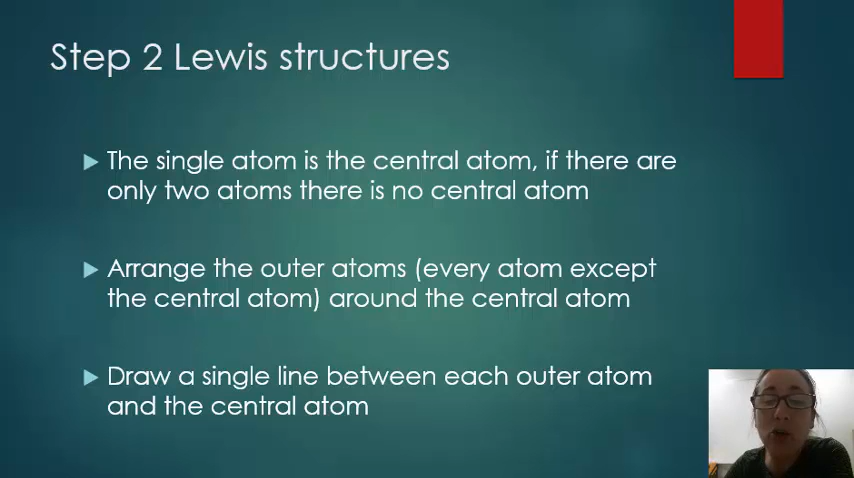 Step 2 Lewis structures
The single atom is the central atom, if there are
only two atoms there is no central atom
Arrange the outer atoms (every atom except
the central atom) around the central atom
Draw a single line between each outer atom
and the central atom